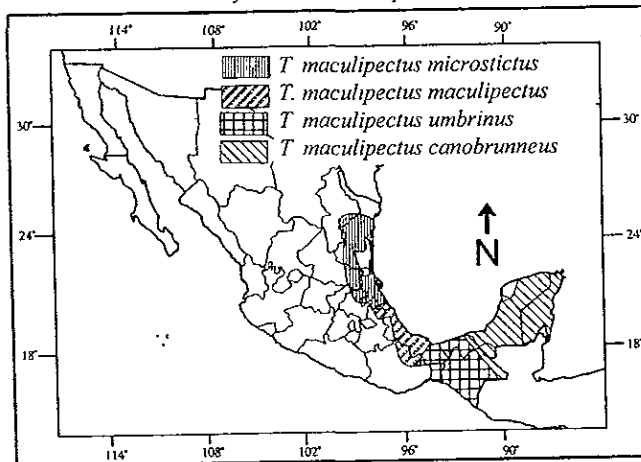 114° 108° 102° 96° 90°
T maculipectus microstictus
T. maculipectus maculipectus
T maculipectus umbrinus
T maculipectus canobrunneus
30° 30°
24° 24°
N
18° 18°
114° 108° 102° 96° 90°